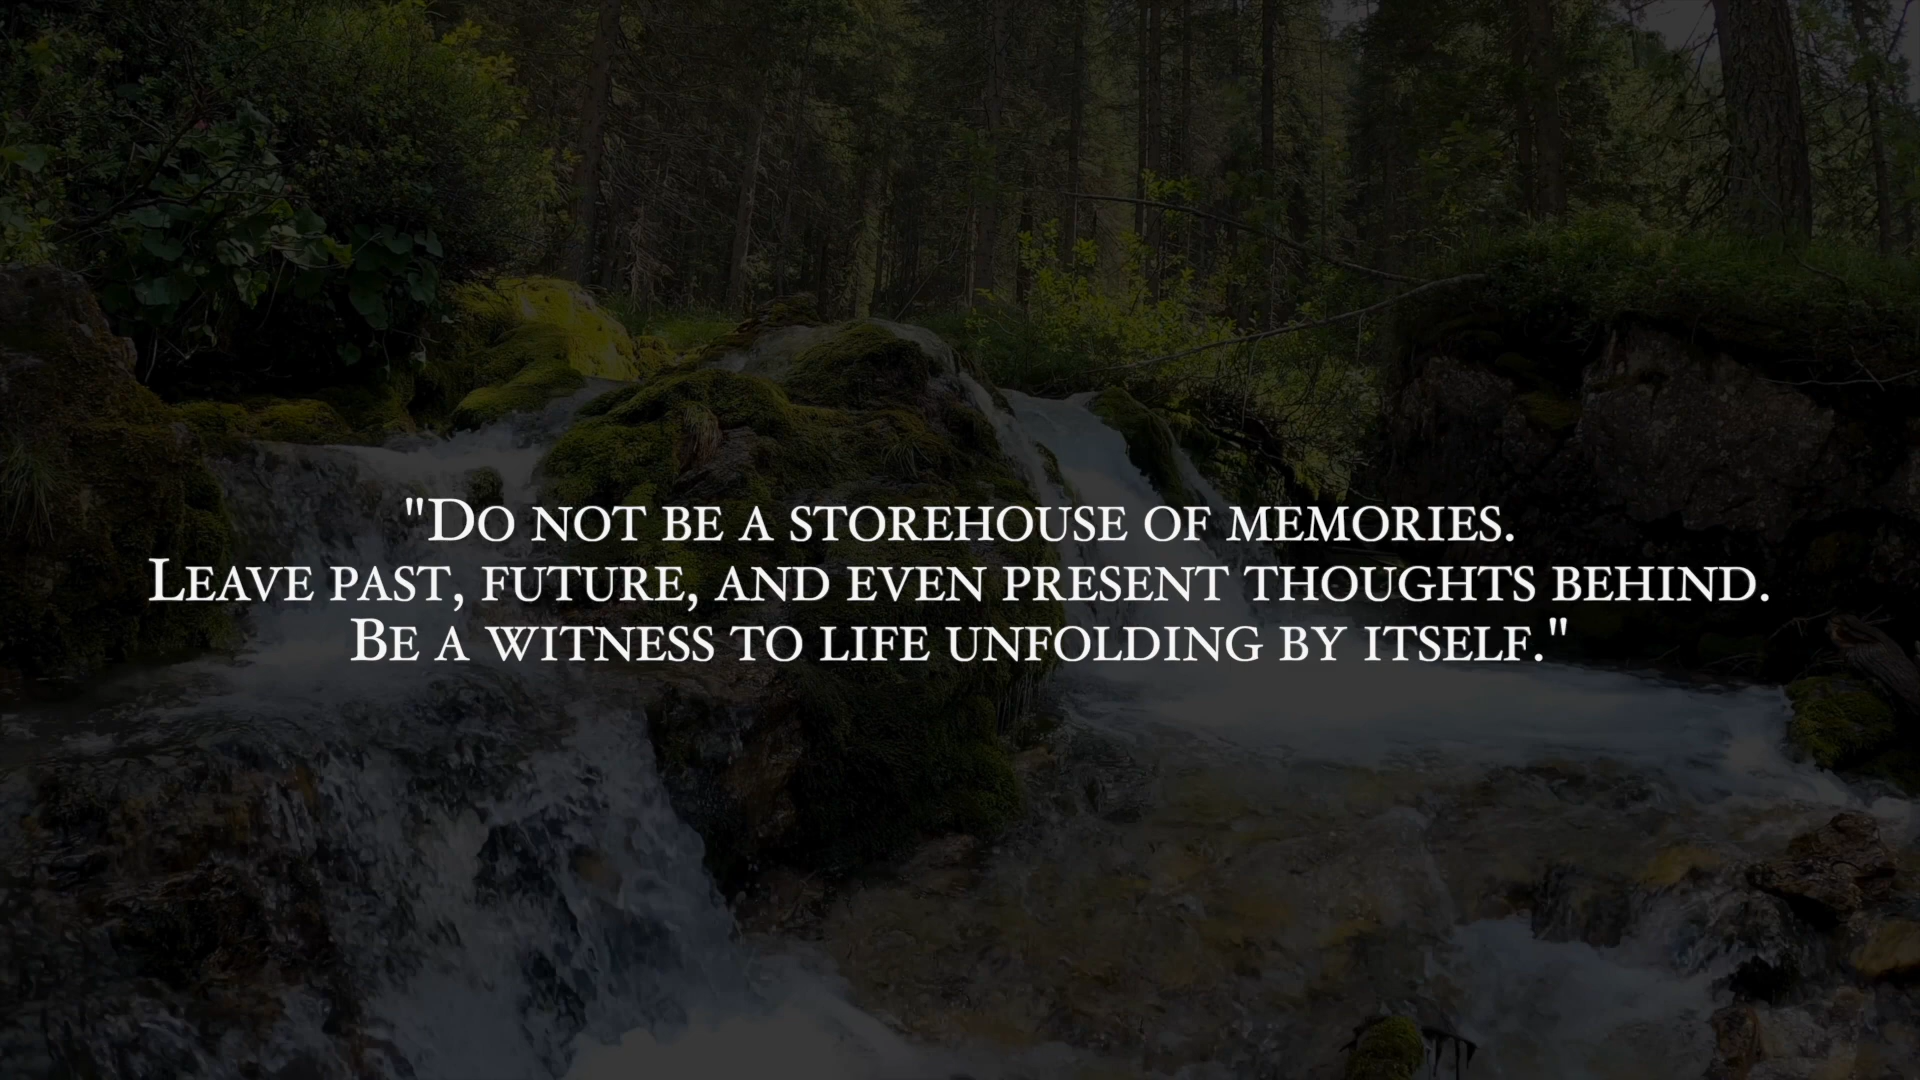 "Do not be a storehouse of memories.
Leave past, future, and even present thoughts behind.
Be a witness to life unfolding by itself."